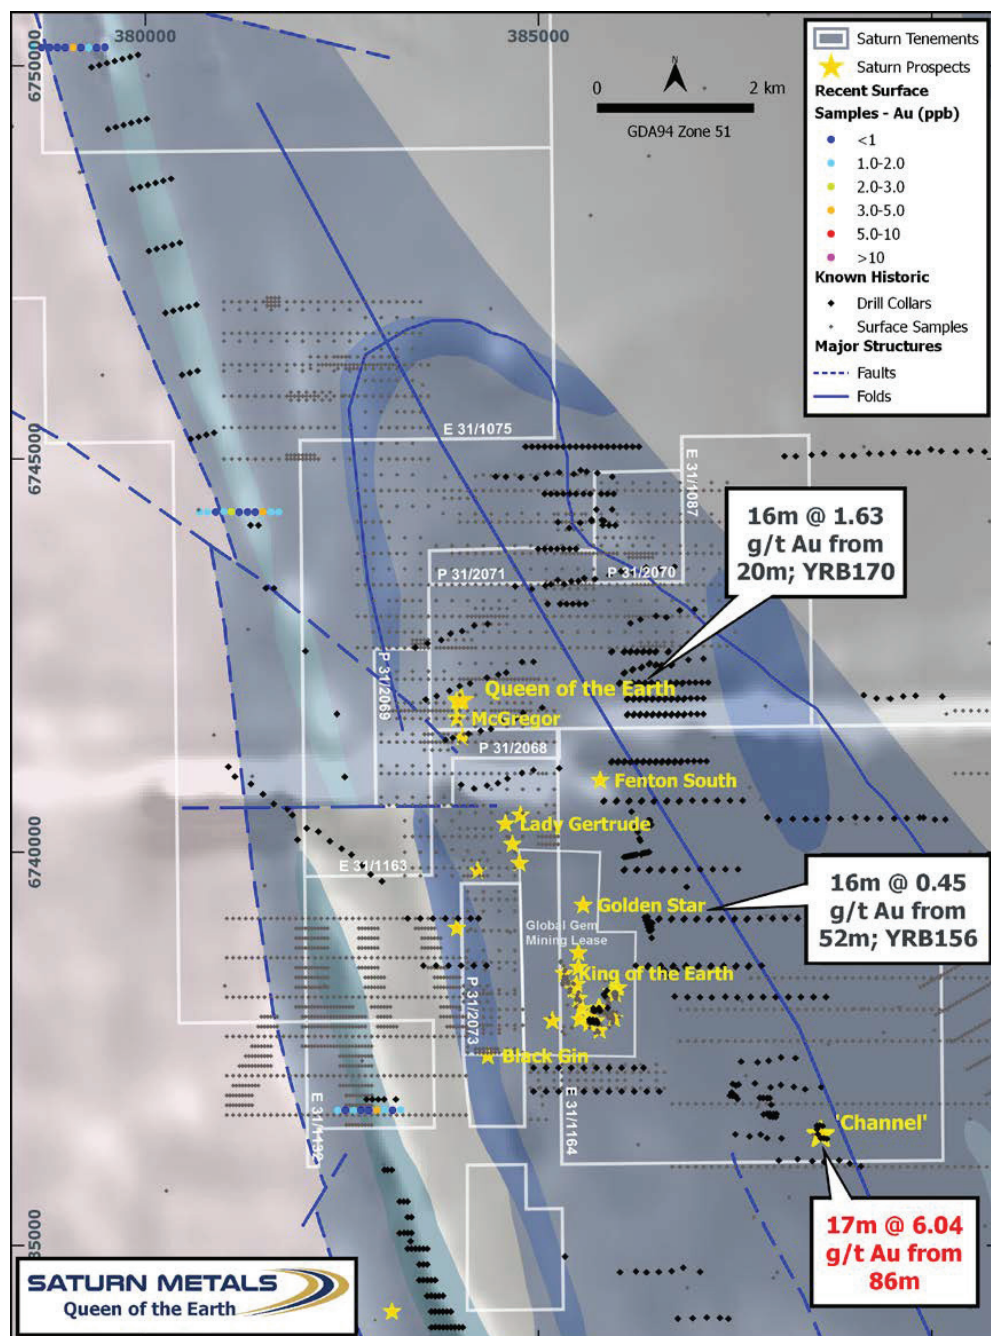 380000
385000
6750000
6745000
6740000
35000
N
0
2 km
GDA94 Zone 51
Saturn Tenements
Saturn Prospects
Recent Surface
Samples - Au (ppb)
<1
1.0-2.0
2.0-3.0
3.0-5.0
5.0-10
>10
Known Historic
Drill Collars
Surface Samples
Major Structures
Faults
Folds
E 31/1075
E 31/1087
16m @ 1.63
g/t Au from
20m; YRB170
P 31/2071
P 31/2070
P 31/2069
Queen of the Earth
McGregor
P 31/2068
Fenton South
Lady Gertrude
E 31/1163
16m @ 0.45
g/t Au from
52m; YRB156
Golden Star
Global Gem
Mining Lease
King of the Earth
P 31/2073
Black Gin
E 31/1132
E 31/1164
'Channel'
17m @ 6.04
g/t Au from
86m
SATURN METALS
Queen of the Earth